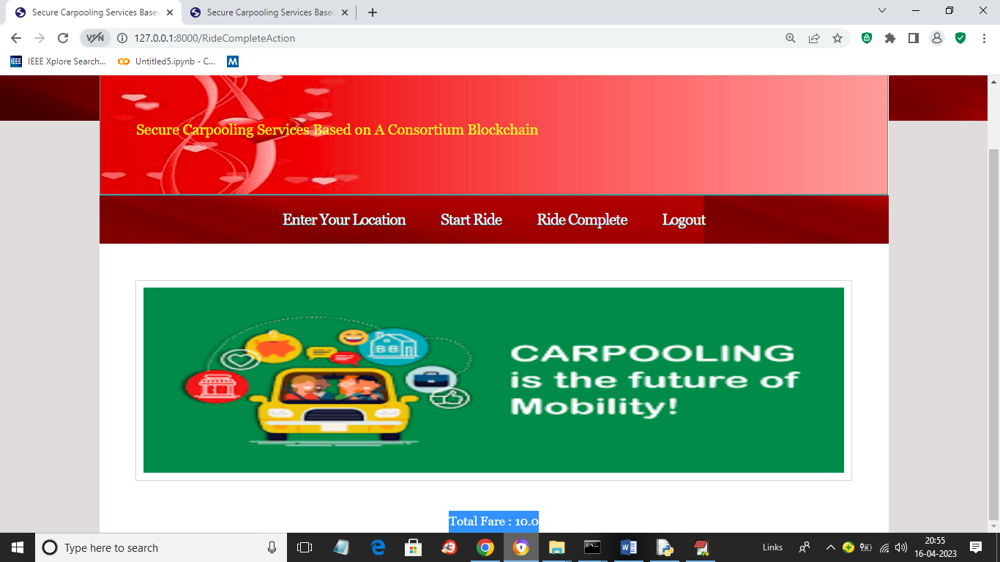 Secure Carpooling Services Based
Secure Carpooling Services Based
VPN
127.0.0.1:8000/RideCompleteAction
IEEE
IEEE Xplore Search...
CO
Untitled5.ipynb - C...
M
Secure Carpooling Services Based on A Consortium Blockchain
Enter Your Location
Start Ride
Ride Complete
Logout
CARPOOLING
is the future of
Mobility!
Total Fare : 10.0
Type here to search
Links
20:55
16-04-2023